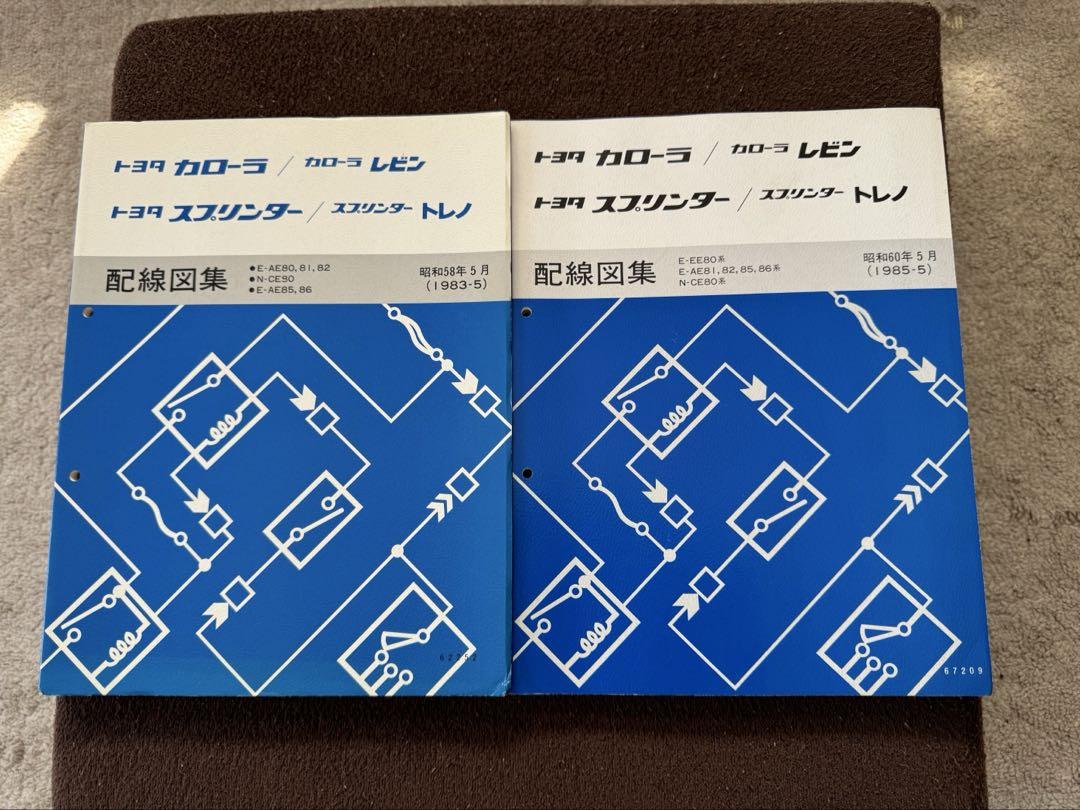 トヨタ カローラ / カローラ レビン
トヨタ スプリンター / スプリンター トレノ
配線図集
●E-AE80, 81, 82
●N-CE90
●E-AE85, 86
昭和58年5月
(1983-5)
トヨタ カローラ / カローラ レビン
トヨタ スプリンター / スプリンター トレノ
配線図集
E-EE80系
E-AE81, 82, 85, 86系
N-CE80系
昭和60年5月
(1985-5)
67209